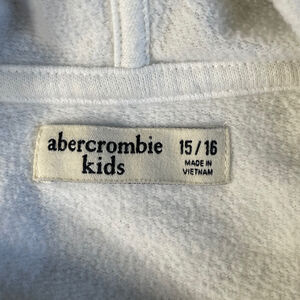 abercrombie
kids
15 / 16
MADE IN
VIETNAM